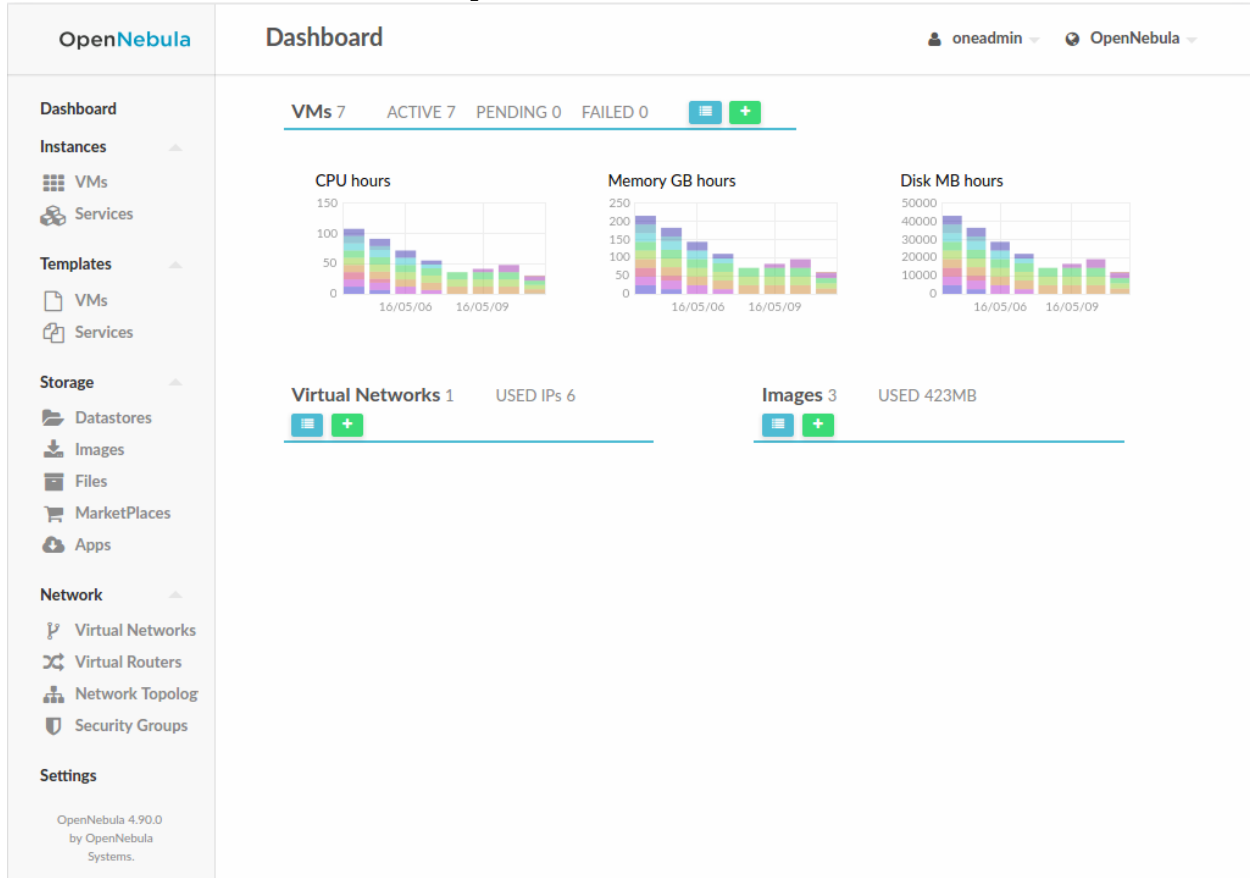 OpenNebula
Dashboard
oneadmin
OpenNebula
Dashboard
Instances
VMs
Services
Templates
VMs
Services
Storage
Datastores
Images
Files
MarketPlaces
Apps
Network
Virtual Networks
Virtual Routers
Network Topolog
Security Groups
Settings
OpenNebula 4.90.0
by OpenNebula
Systems.
VMs 7 ACTIVE 7 PENDING 0 FAILED 0
CPU hours
150
100
50
0
16/05/06 16/05/09
Memory GB hours
250
200
150
100
50
0
16/05/06 16/05/09
Disk MB hours
50000
40000
30000
20000
10000
0
16/05/06 16/05/09
Virtual Networks 1 USED IPs 6
Images 3 USED 423MB